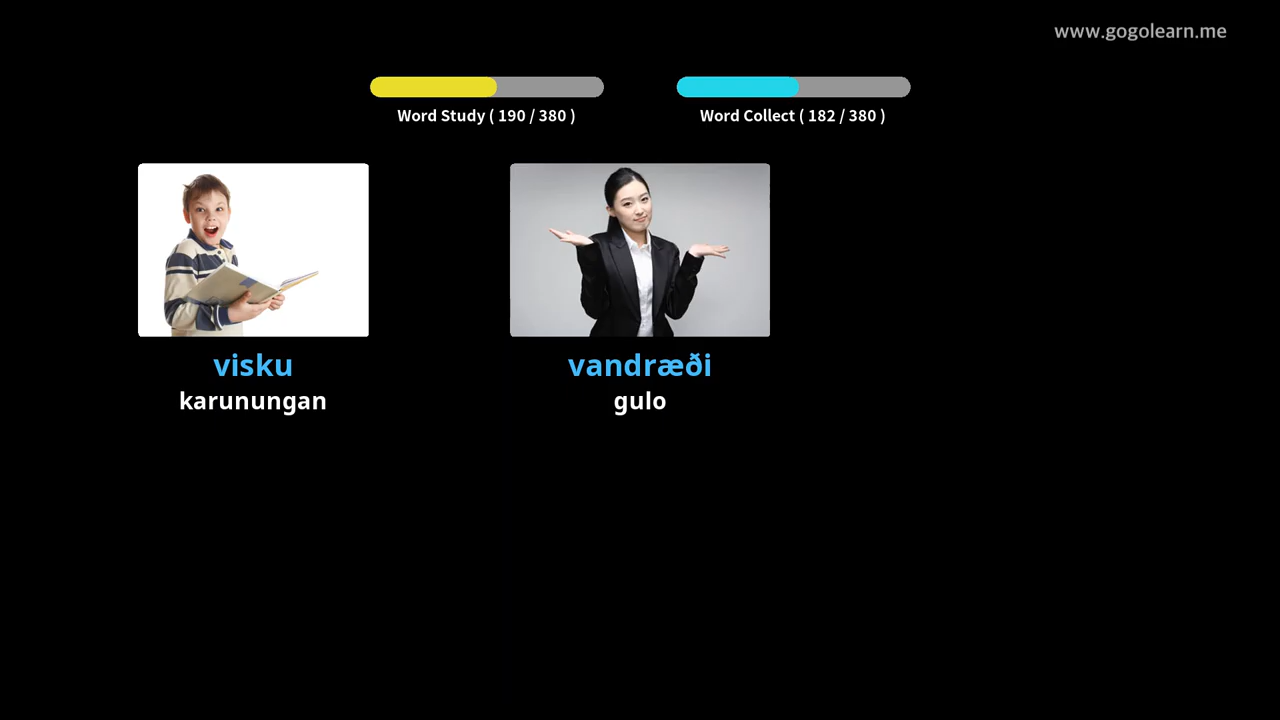 www.gogolearn.me
Word Study ( 190 / 380 )
Word Collect ( 182 / 380 )
visku
karunungan
vandræði
gulo